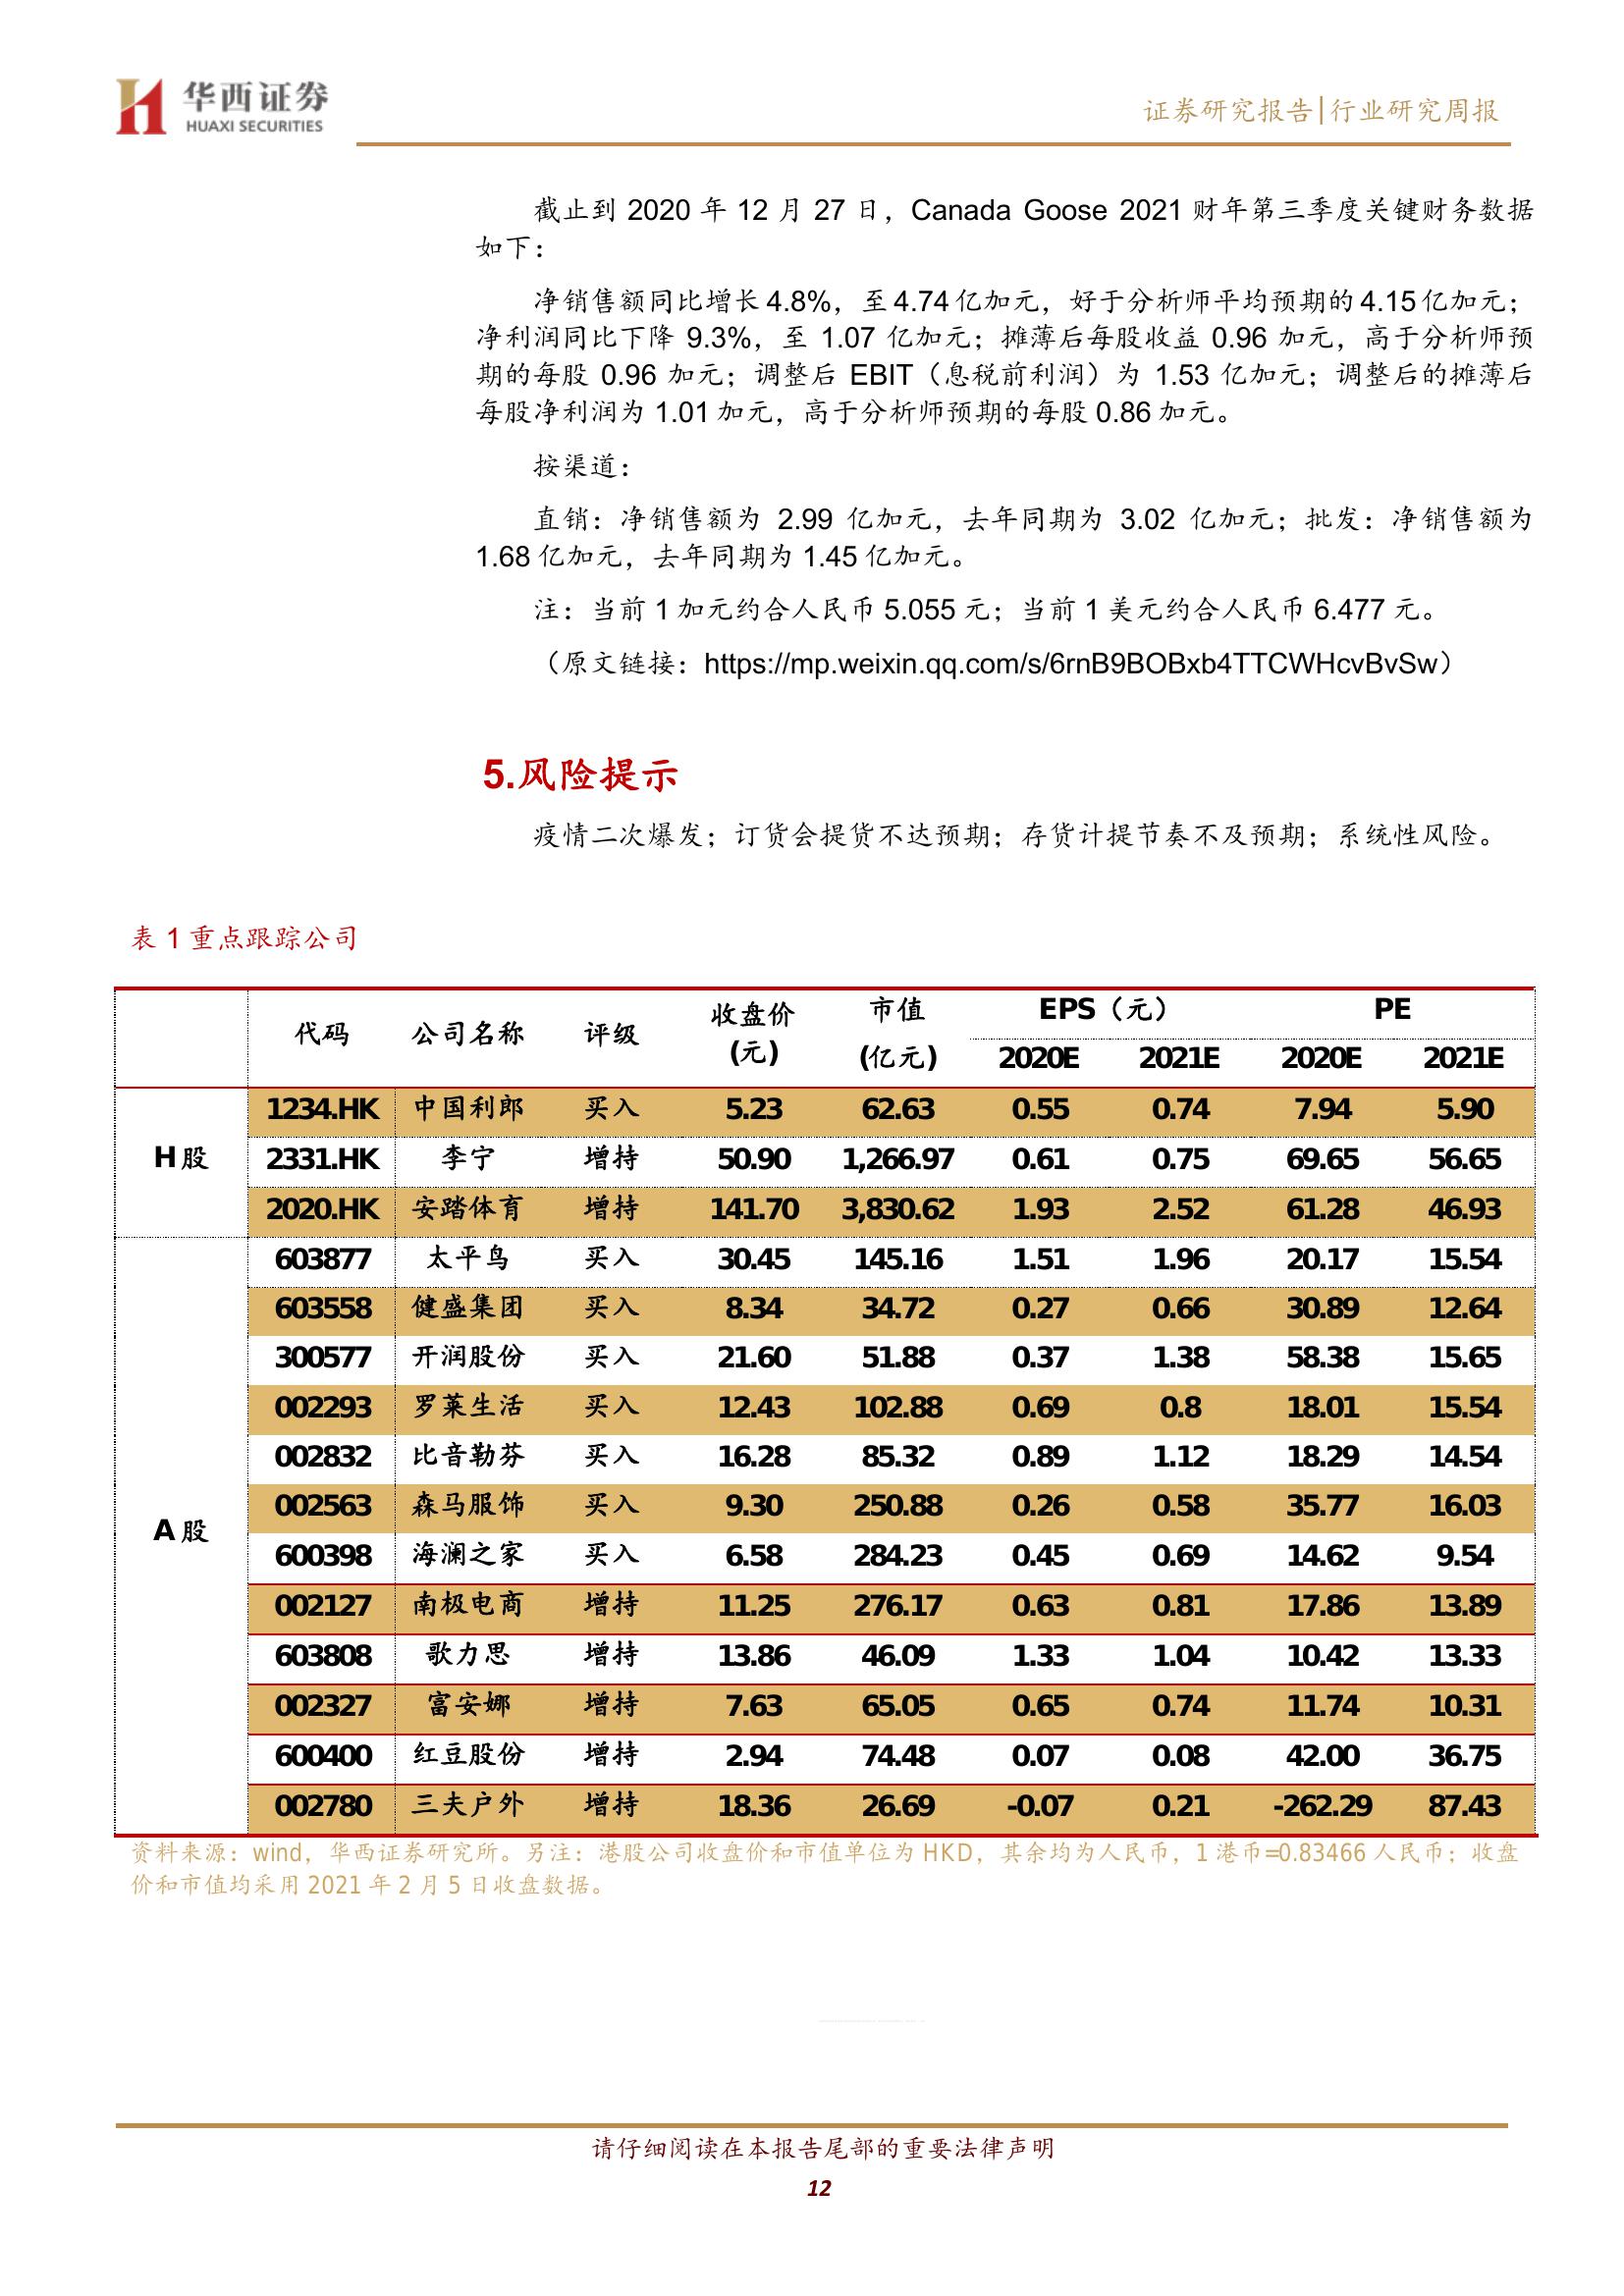 华西证券
HUAXI SECURITIES
证券研究报告|行业研究周报
截止到 2020 年 12 月 27 日，Canada Goose 2021 财年第三季度关键财务数据
如下：
净销售额同比增长 4.8%，至 4.74 亿加元，好于分析师平均预期的 4.15 亿加元；
净利润同比下降 9.3%，至 1.07 亿加元；摊薄后每股收益 0.96 加元，高于分析师预
期的每股 0.96 加元；调整后 EBIT（息税前利润）为 1.53 亿加元；调整后的摊薄后
每股净利润为 1.01 加元，高于分析师预期的每股 0.86 加元。
按渠道：
直销：净销售额为 2.99 亿加元，去年同期为 3.02 亿加元；批发：净销售额为
1.68 亿加元，去年同期为 1.45 亿加元。
注：当前 1 加元约合人民币 5.055 元；当前 1 美元约合人民币 6.477 元。
（原文链接：https://mp.weixin.qq.com/s/6rnB9BOBxb4TTCWHcvBvSw）
5.风险提示
疫情二次爆发；订货会提货不达预期；存货计提节奏不及预期；系统性风险。
表 1 重点跟踪公司
代码 公司名称 评级 收盘价 (元) 市值 (亿元) EPS（元） PE
2020E 2021E 2020E 2021E
H 股
1234.HK 中国利郎 买入 5.23 62.63 0.55 0.74 7.94 5.90
2331.HK 李宁 增持 50.90 1,266.97 0.61 0.75 69.65 56.65
2020.HK 安踏体育 增持 141.70 3,830.62 1.93 2.52 61.28 46.93
A 股
603877 太平鸟 买入 30.45 145.16 1.51 1.96 20.17 15.54
603558 健盛集团 买入 8.34 34.72 0.27 0.66 30.89 12.64
300577 开润股份 买入 21.60 51.88 0.37 1.38 58.38 15.65
002293 罗莱生活 买入 12.43 102.88 0.69 0.8 18.01 15.54
002832 比音勒芬 买入 16.28 85.32 0.89 1.12 18.29 14.54
002563 森马服饰 买入 9.30 250.88 0.26 0.58 35.77 16.03
600398 海澜之家 买入 6.58 284.23 0.45 0.69 14.62 9.54
002127 南极电商 增持 11.25 276.17 0.63 0.81 17.86 13.89
603808 歌力思 增持 13.86 46.09 1.33 1.04 10.42 13.33
002327 富安娜 增持 7.63 65.05 0.65 0.74 11.74 10.31
600400 红豆股份 增持 2.94 74.48 0.07 0.08 42.00 36.75
002780 三夫户外 增持 18.36 26.69 -0.07 0.21 -262.29 87.43
资料来源：wind，华西证券研究所。另注：港股公司收盘价和市值单位为 HKD，其余均为人民币，1 港币=0.83466 人民币；收盘
价和市值均采用 2021 年 2 月 5 日收盘数据。
请仔细阅读在本报告尾部的重要法律声明
12